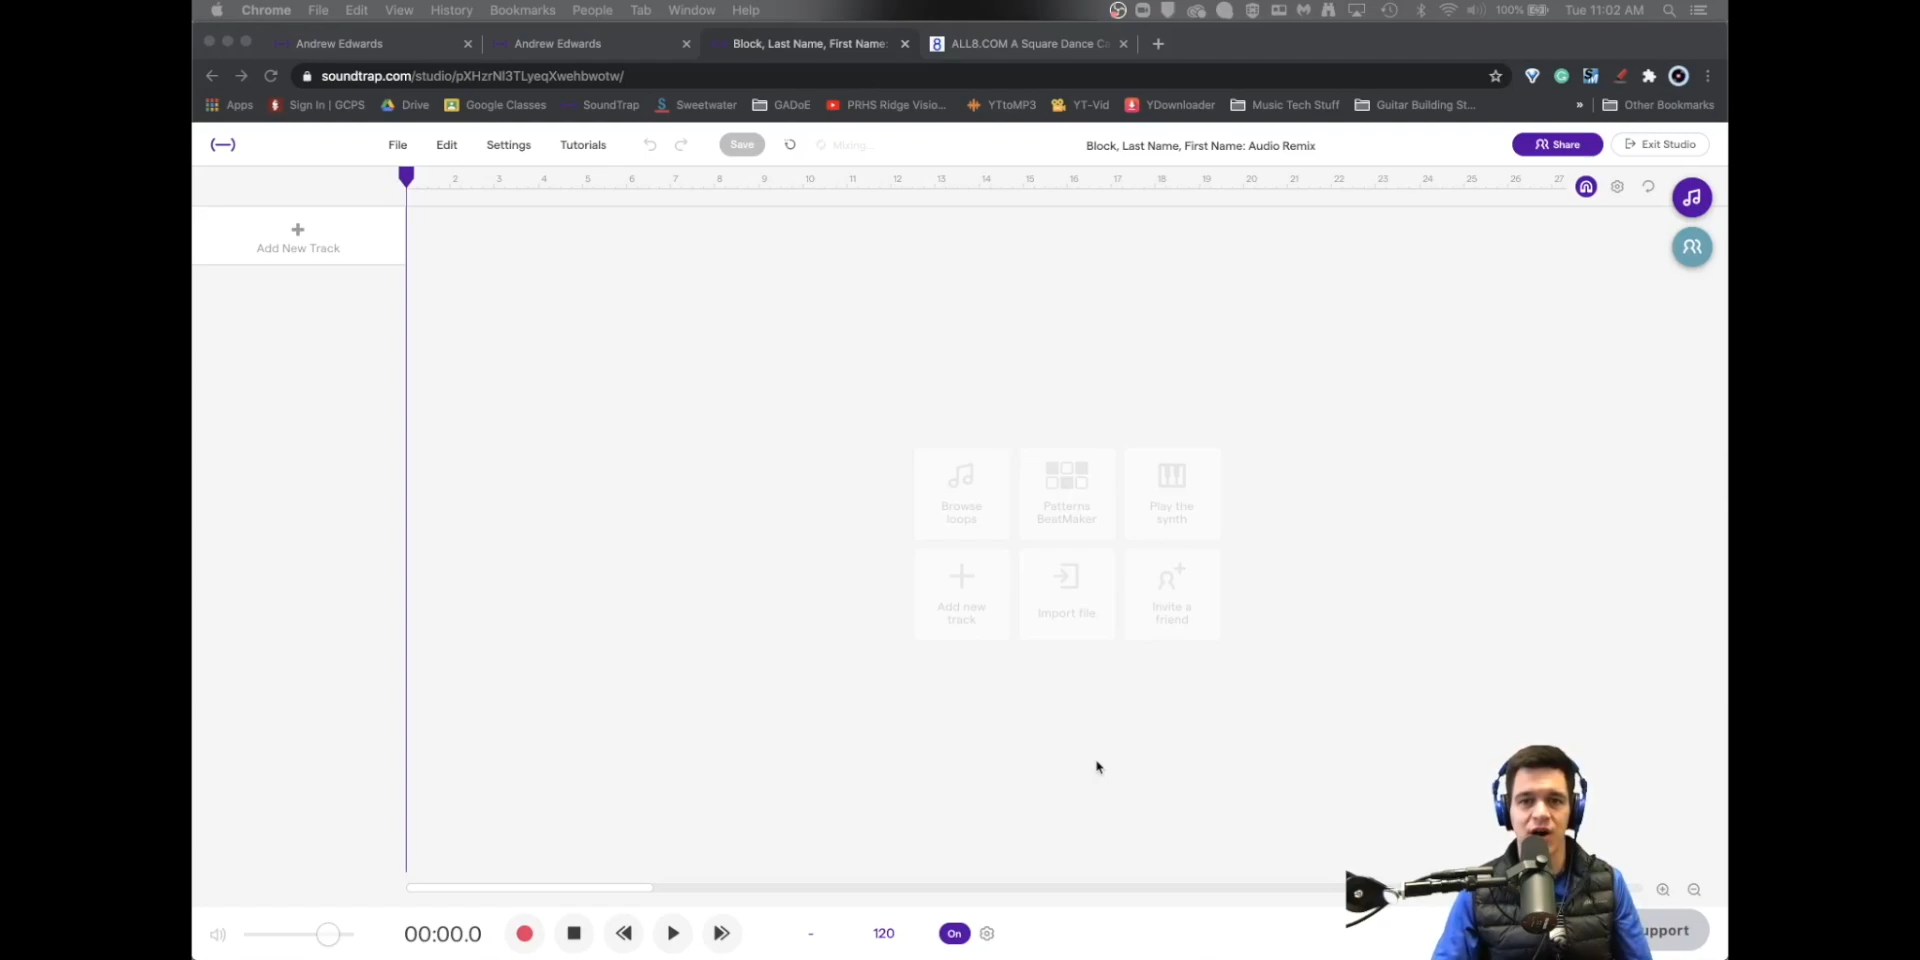 Chrome File Edit View History Bookmarks People Tab Window Help 100% Tue 11:02 AM
Andrew Edwards Andrew Edwards Block, Last Name, First Name: ALL8.COM A Square Dance Ca
soundtrap.com/studio/pXHzrNl3TLyeqXwehbwotw/
Apps Sign In | GCPS Drive Google Classes SoundTrap Sweetwater GADoE PRHS Ridge Visio... YTtoMP3 YT-Vid YDownloader Music Tech Stuff Guitar Building St... » Other Bookmarks
File Edit Settings Tutorials Save Mixing... Block, Last Name, First Name: Audio Remix Share Exit Studio
2 3 4 5 6 7 8 9 10 11 12 13 14 15 16 17 18 19 20 21 22 23 24 25 26 27
Add New Track
Browse loops
Patterns BeatMaker
Play the synth
Add new track
Import file
Invite a friend
00:00.0 - 120 On
upport